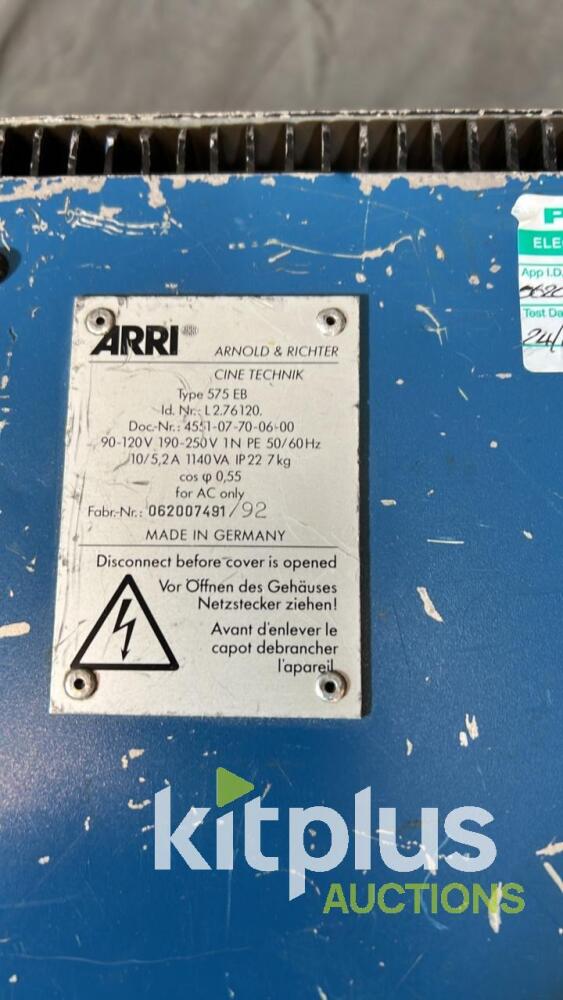 ARRI
ARNOLD & RICHTER
CINE TECHNIK
Type 575 EB
Id. Nr.: L2.76120.
Doc.-Nr.: 4551-07-70-06-00
90-120V 190-250V 1N PE 50/60Hz
10/5,2A 1140VA IP22 7kg
cos φ 0,55
for AC only
Fabr.-Nr.: 062007491/92
MADE IN GERMANY
Disconnect before cover is opened
Vor Öffnen des Gehäuses
Netzstecker ziehen!
Avant d'enlever le
capot debrancher
l'appareil
ELEC
App I.D.
Test Da
24/
kitplus
AUCTIONS